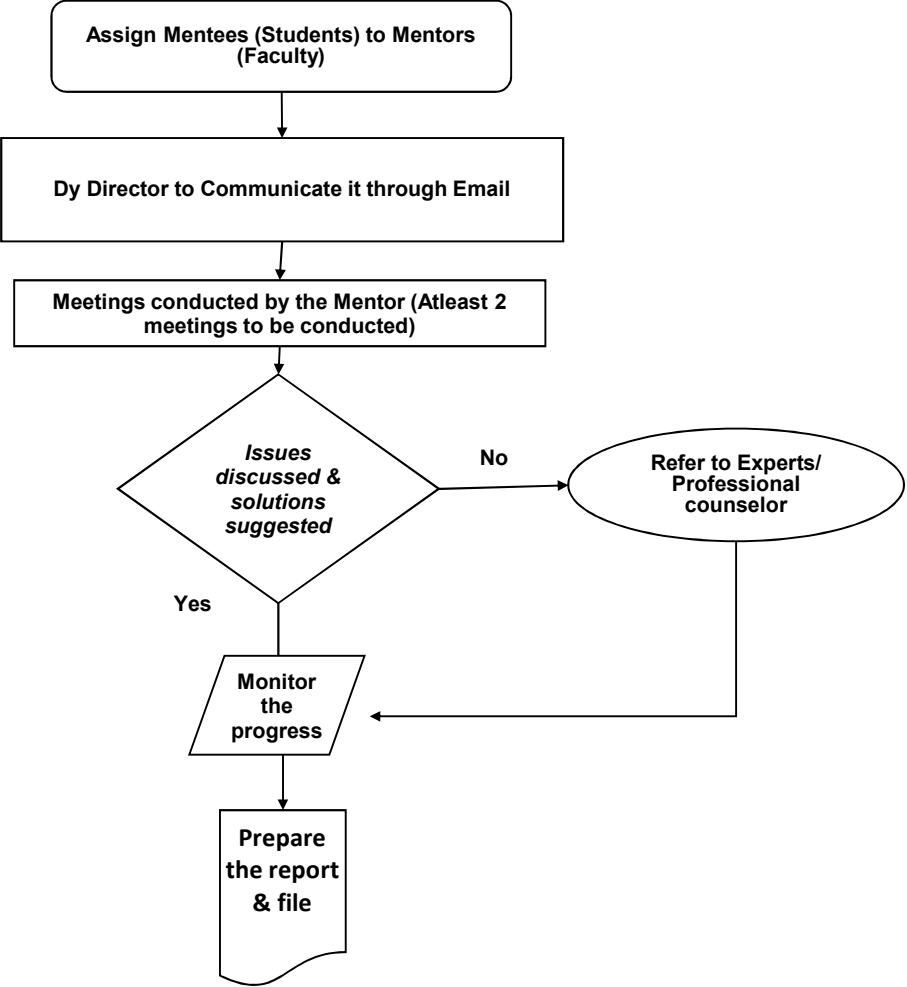 Assign Mentees (Students) to Mentors
(Faculty)
Dy Director to Communicate it through Email
Meetings conducted by the Mentor (Atleast 2
meetings to be conducted)
Issues
discussed &
solutions
suggested
No
Refer to Experts/
Professional
counselor
Yes
Monitor
the
progress
Prepare
the report
& file